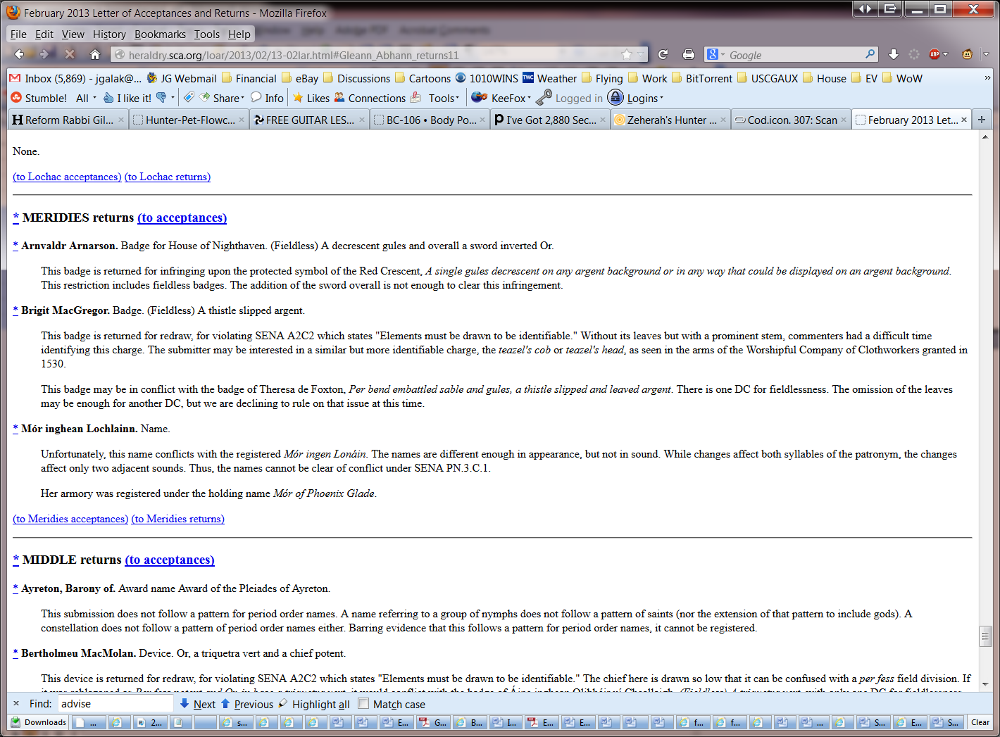 February 2013 Letter of Acceptances and Returns - Mozilla Firefox
File Edit View History Bookmarks Tools Help
heraldry.sca.org/loar/2013/02/13-02lar.html#Gleann_Abhann_returns11
Google
Inbox (5,869) - jgalak@... JG Webmail Financial eBay Discussions Cartoons 1010WINS Weather Flying Work BitTorrent USCGAUX House EV WoW
Stumble! All I like it! Share Info Likes Connections Tools KeeFox Logged in Logins
Reform Rabbi Gil... Hunter-Pet-Flowc... FREE GUITAR LES... BC-106 • Body Po... I've Got 2,880 Sec... Zeherah's Hunter ... Cod.icon. 307: Scan February 2013 Let...
None.
(to Lochac acceptances) (to Lochac returns)
* MERIDIES returns (to acceptances)
* Arnvaldr Arnarson. Badge for House of Nighthaven. (Fieldless) A decrescent gules and overall a sword inverted Or.
This badge is returned for infringing upon the protected symbol of the Red Crescent, A single gules decrescent on any argent background or in any way that could be displayed on an argent background.
This restriction includes fieldless badges. The addition of the sword overall is not enough to clear this infringement.
* Brigit MacGregor. Badge. (Fieldless) A thistle slipped argent.
This badge is returned for redraw, for violating SENA A2C2 which states "Elements must be drawn to be identifiable." Without its leaves but with a prominent stem, commenters had a difficult time
identifying this charge. The submitter may be interested in a similar but more identifiable charge, the teazel's cob or teazel's head, as seen in the arms of the Worshipful Company of Clothworkers granted in
1530.
This badge may be in conflict with the badge of Theresa de Foxton, Per bend embattled sable and gules, a thistle slipped and leaved argent. There is one DC for fieldlessness. The omission of the leaves
may be enough for another DC, but we are declining to rule on that issue at this time.
* Mór inghean Lochlainn. Name.
Unfortunately, this name conflicts with the registered Mór ingen Lonáin. The names are different enough in appearance, but not in sound. While changes affect both syllables of the patronym, the changes
affect only two adjacent sounds. Thus, the names cannot be clear of conflict under SENA PN.3.C.1.
Her armory was registered under the holding name Mór of Phoenix Glade.
(to Meridies acceptances) (to Meridies returns)
* MIDDLE returns (to acceptances)
* Ayreton, Barony of. Award name Award of the Pleiades of Ayreton.
This submission does not follow a pattern for period order names. A name referring to a group of nymphs does not follow a pattern of saints (nor the extension of that pattern to include gods). A
constellation does not follow a pattern of period order names either. Barring evidence that this follows a pattern for period order names, it cannot be registered.
* Bertholmeu MacMolan. Device. Or, a triquetra vert and a chief potent.
This device is returned for redraw, for violating SENA A2C2 which states "Elements must be drawn to be identifiable." The chief here is drawn so low that it can be confused with a per fess field division. If
Find: advise Next Previous Highlight all Match case
Downloads ... 2... s... ... E... G... B... I... E... E... f... f... ... S... E... S... Clear